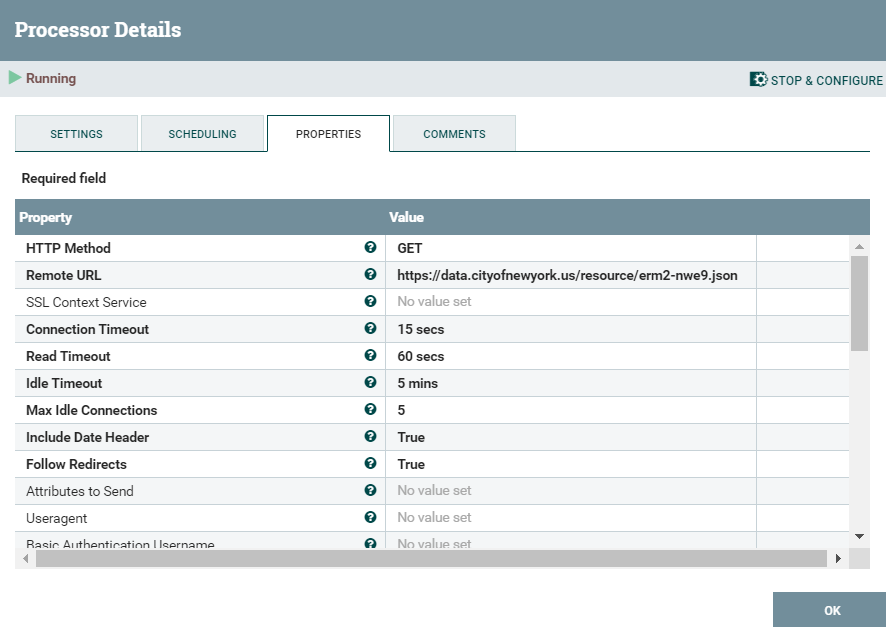 Processor Details
Running
STOP & CONFIGURE
SETTINGS SCHEDULING PROPERTIES COMMENTS
Required field
Property Value
HTTP Method GET
Remote URL https://data.cityofnewyork.us/resource/erm2-nwe9.json
SSL Context Service No value set
Connection Timeout 15 secs
Read Timeout 60 secs
Idle Timeout 5 mins
Max Idle Connections 5
Include Date Header True
Follow Redirects True
Attributes to Send No value set
Useragent No value set
Basic Authentication Username No value set
OK